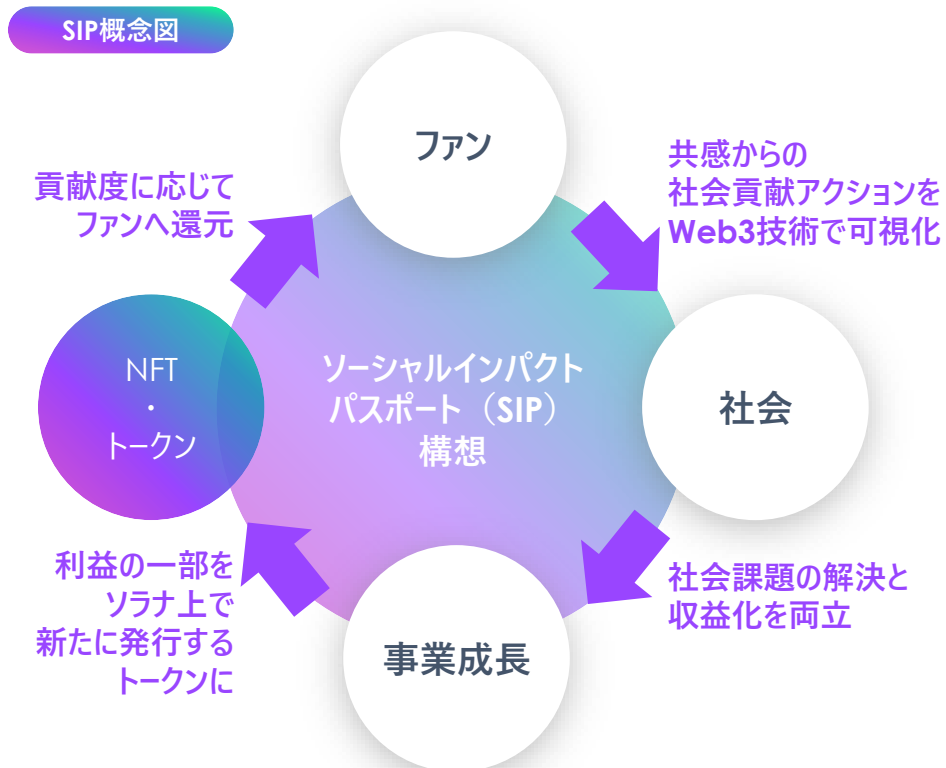 SIP概念図
ファン
共感からの
社会貢献アクションを
Web3技術で可視化
貢献度に応じて
ファンへ還元
NFT
・
トークン
ソーシャルインパクト
パスポート（SIP）
構想
社会
利益の一部を
ソラナ上で
新たに発行する
トークンに
事業成長
社会課題の解決と
収益化を両立